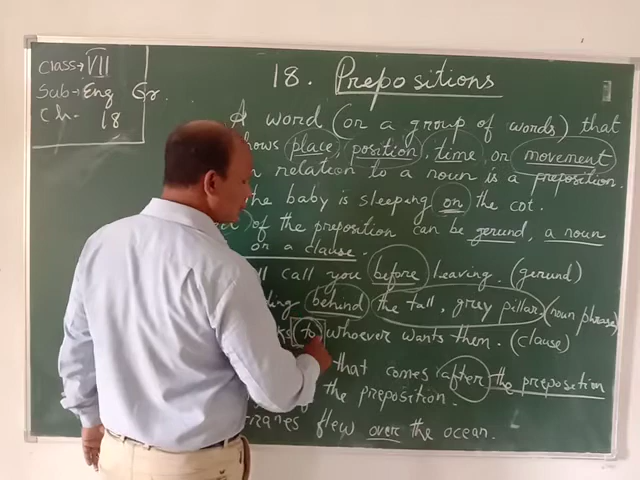 Class → VII
Sub → Eng Gr.
Ch. 18
18. Prepositions
A word (or a group of words) that
shows place, position, time or movement
in relation to a noun is a preposition.
the baby is sleeping on the cot.
of the preposition can be gerund, a noun
or a clause.
call you before leaving. (gerund)
behind the tall, grey pillar. (noun phrase)
to whoever wants them. (clause)
that comes after the preposition
the preposition.
flew over the ocean.